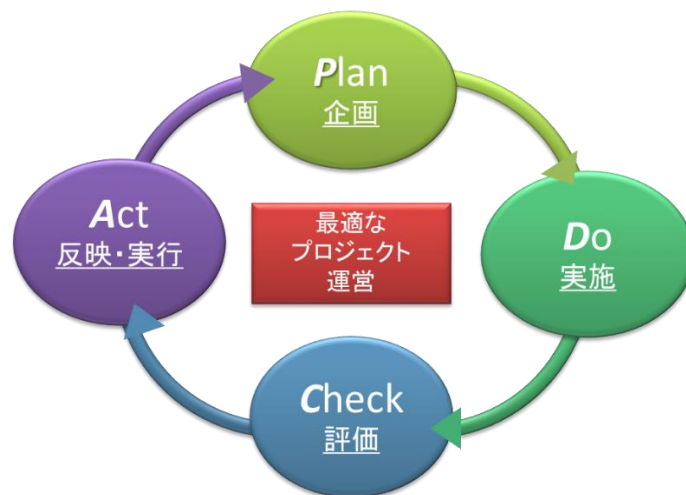 Plan
企画
Act
反映・実行
最適な
プロジェクト
運営
Do
実施
Check
評価